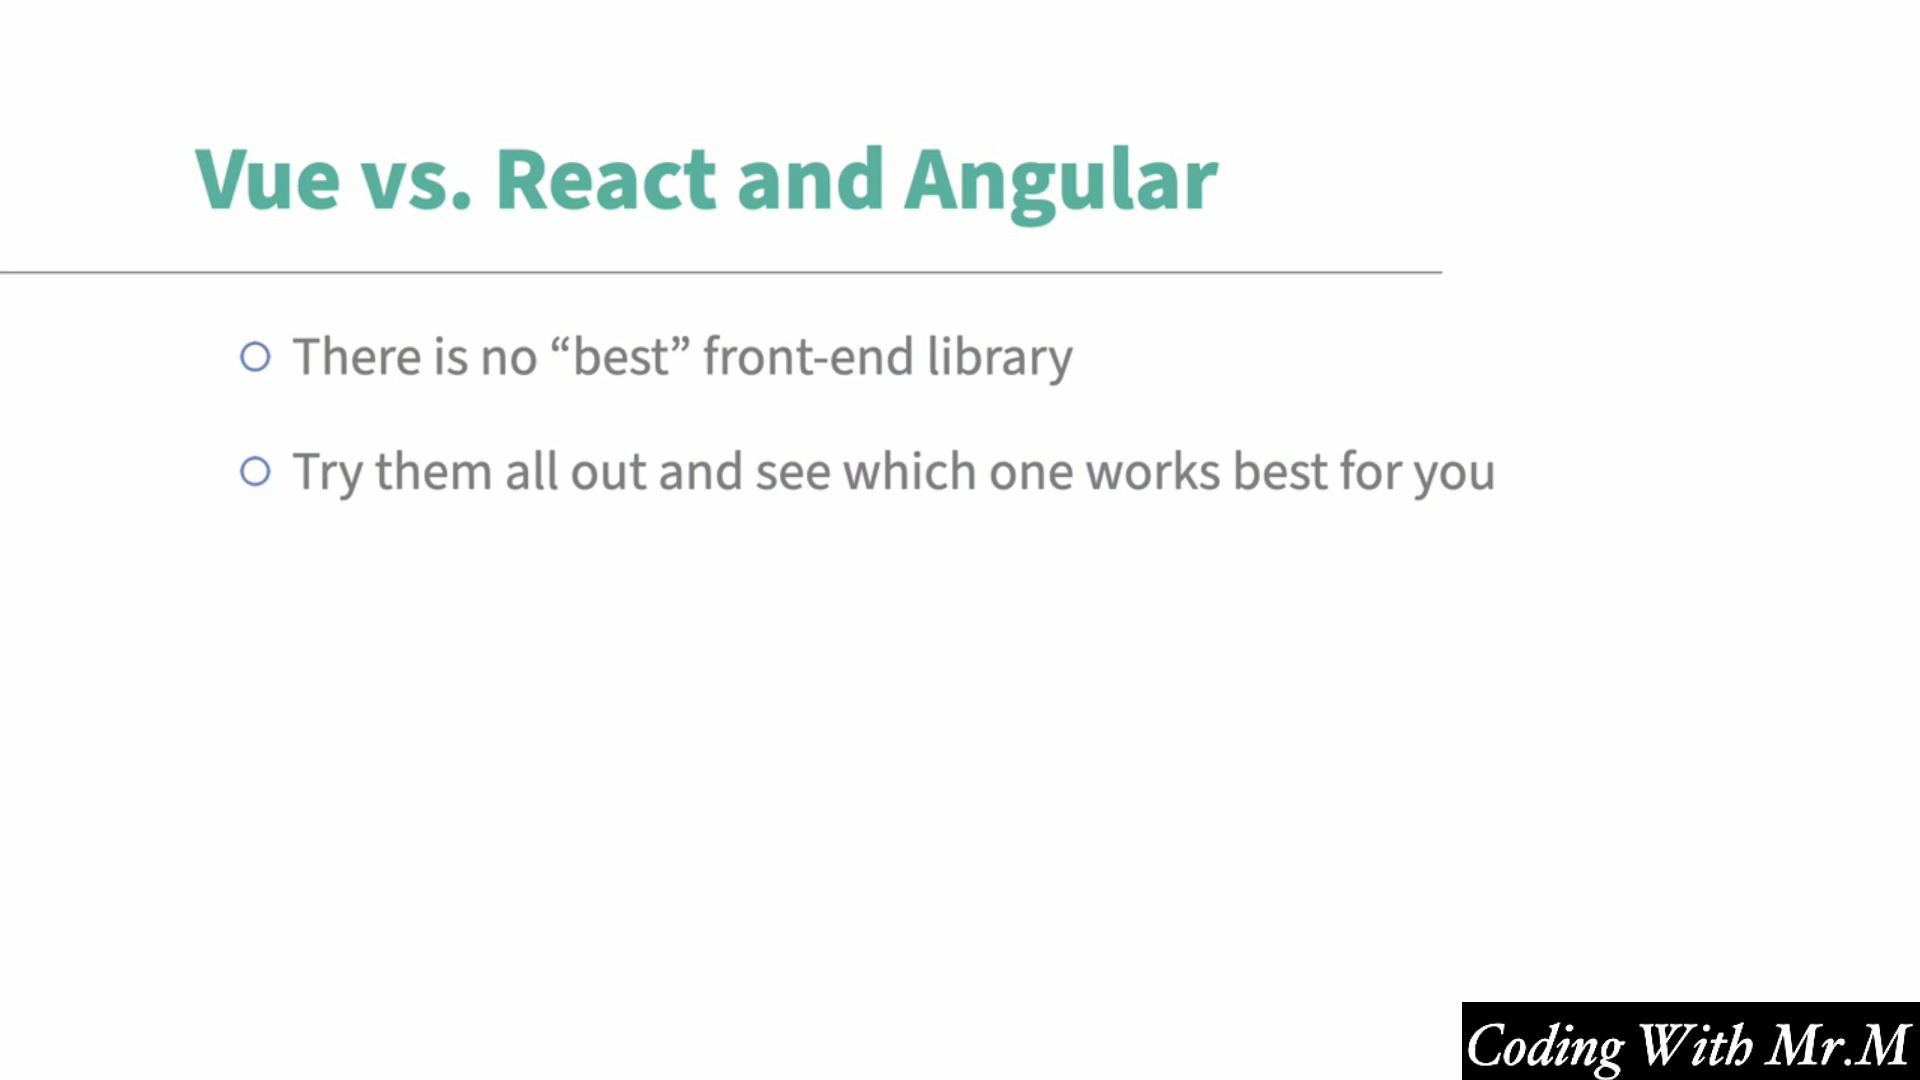 Vue vs. React and Angular
There is no “best” front-end library
Try them all out and see which one works best for you
Coding With Mr.M